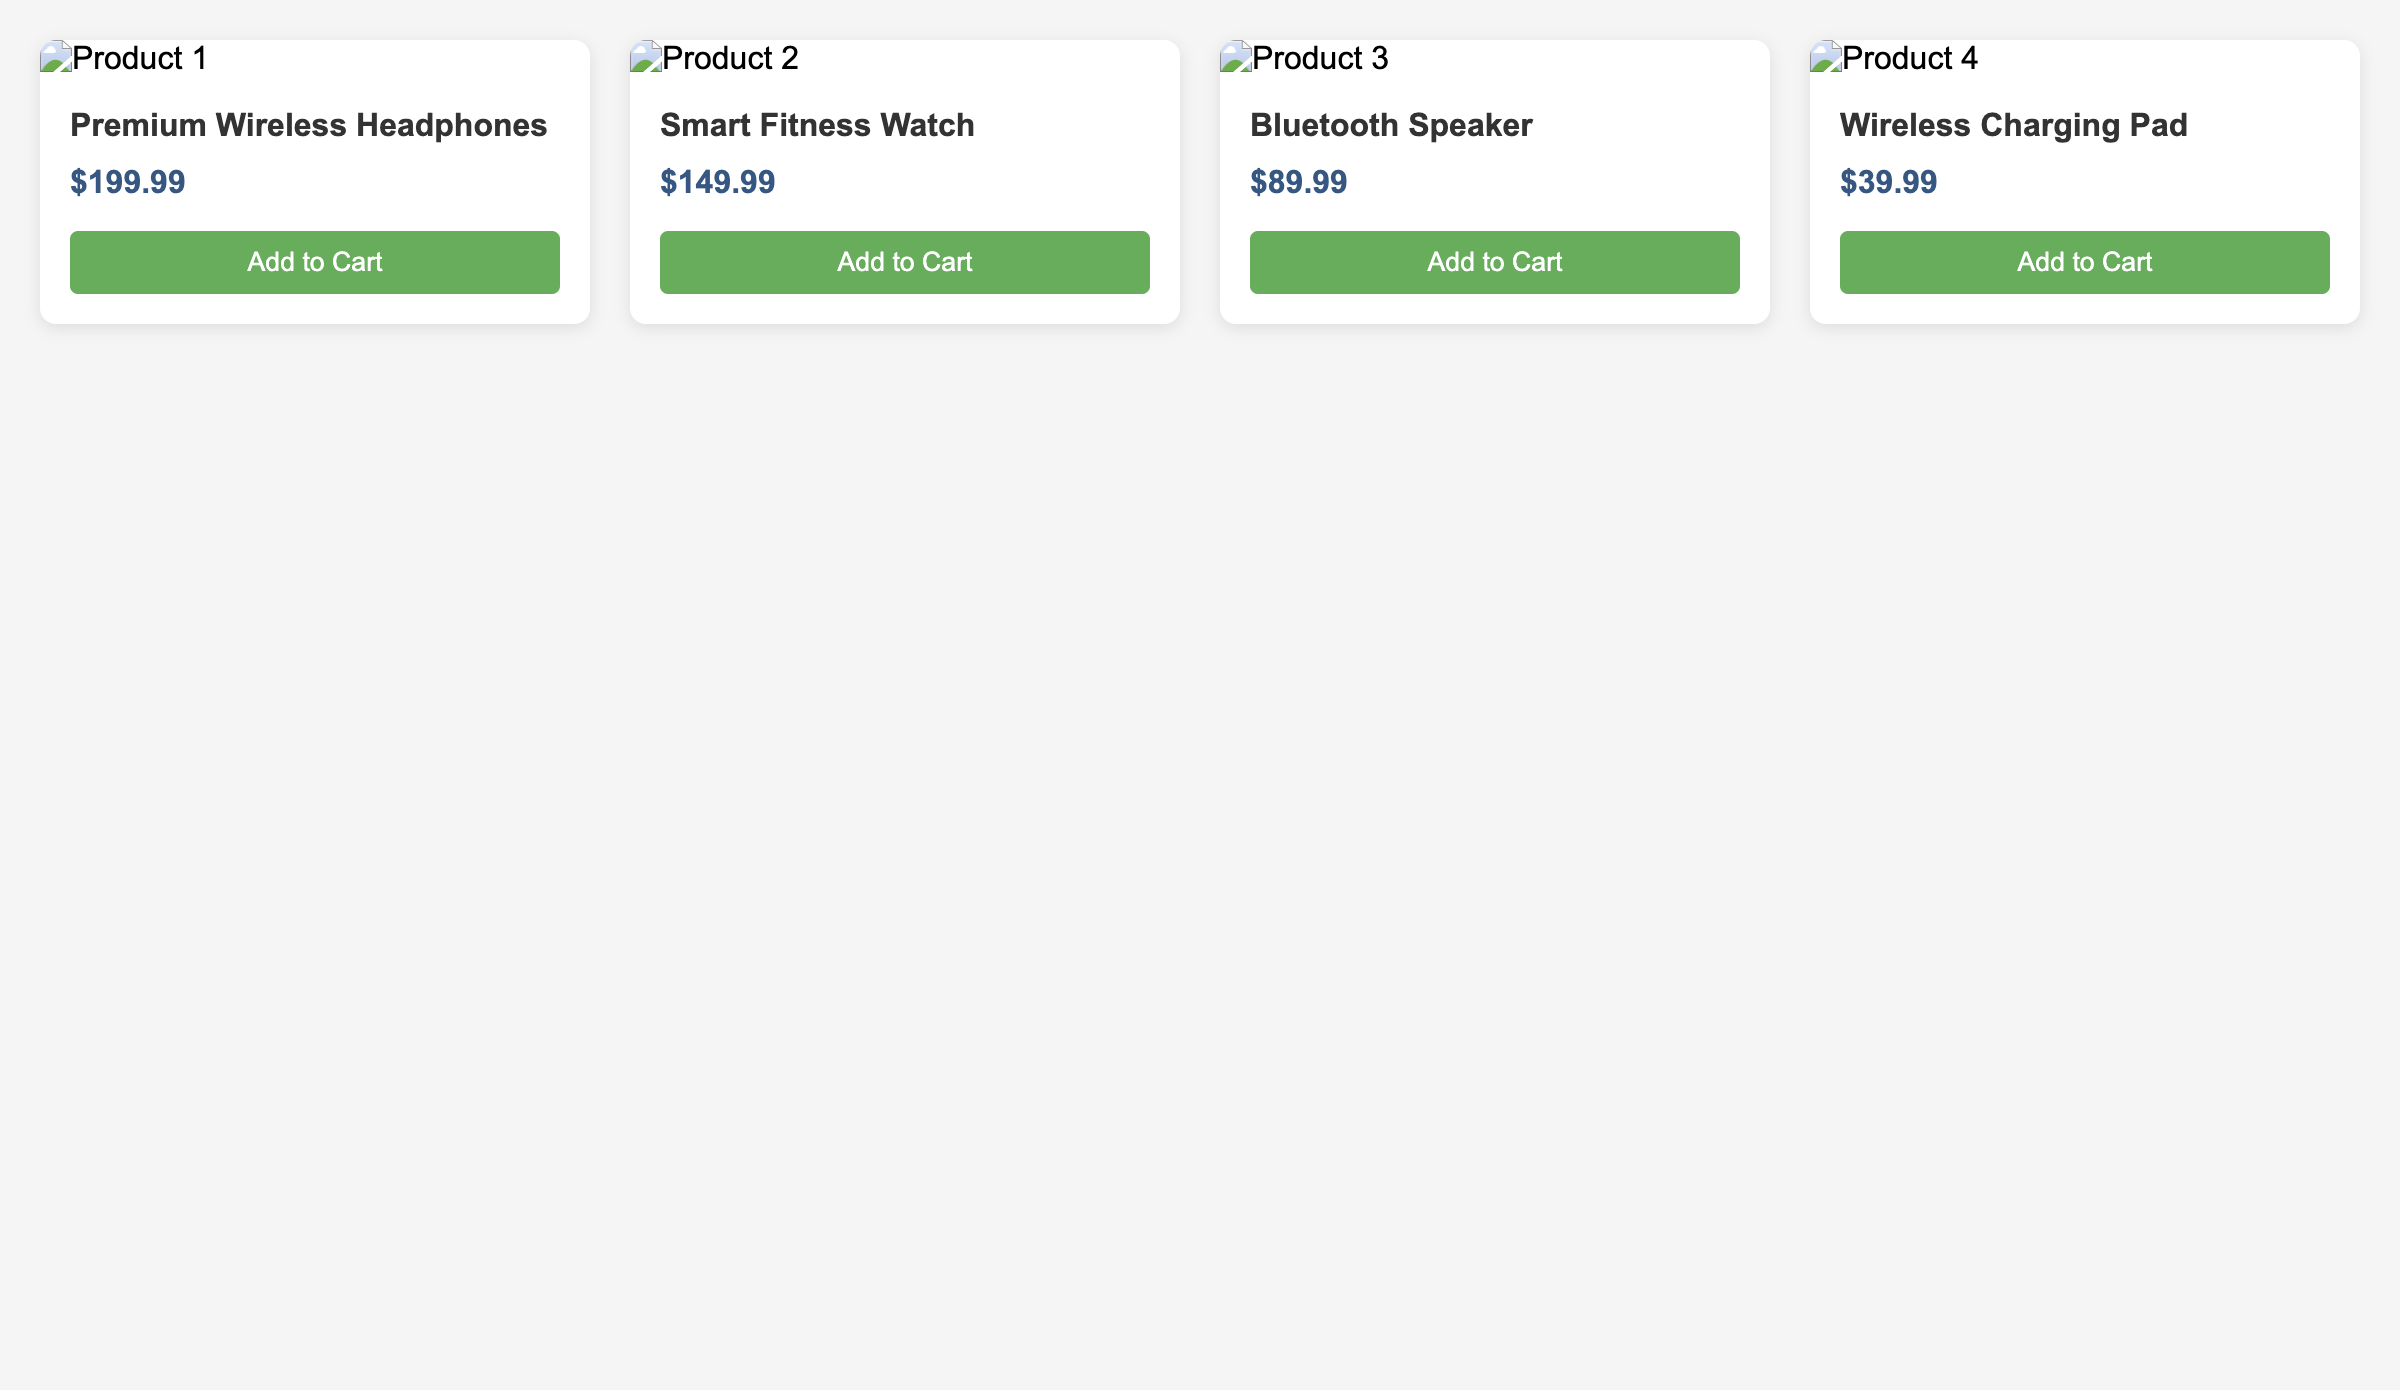 Product 1
Premium Wireless Headphones
$199.99
Add to Cart
Product 2
Smart Fitness Watch
$149.99
Add to Cart
Product 3
Bluetooth Speaker
$89.99
Add to Cart
Product 4
Wireless Charging Pad
$39.99
Add to Cart